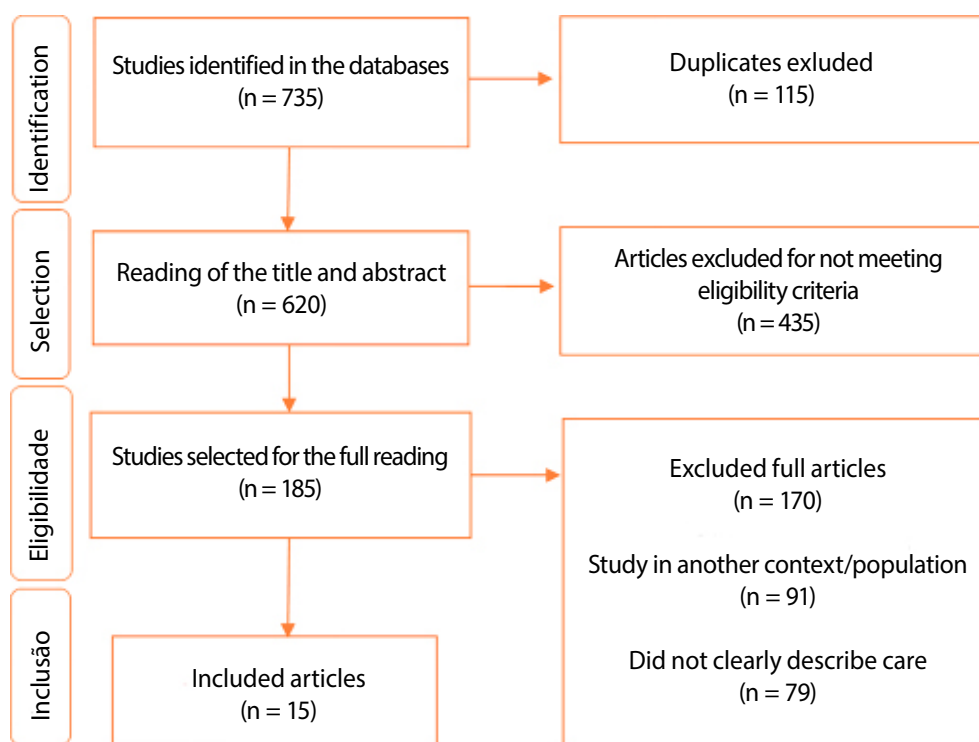 Identification
Studies identified in the databases
(n = 735)
Duplicates exluded
(n = 115)
Selection
Reading of the title and abstract
(n = 620)
Articles excluded for not meeting
eligibility criteria
(n = 435)
Eligibilidade
Studies selected for the full reading
(n = 185)
Excluded full articles
(n = 170)
Study in another context/population
(n = 91)
Did not clearly describe care
(n = 79)
Inclusão
Included articles
(n = 15)